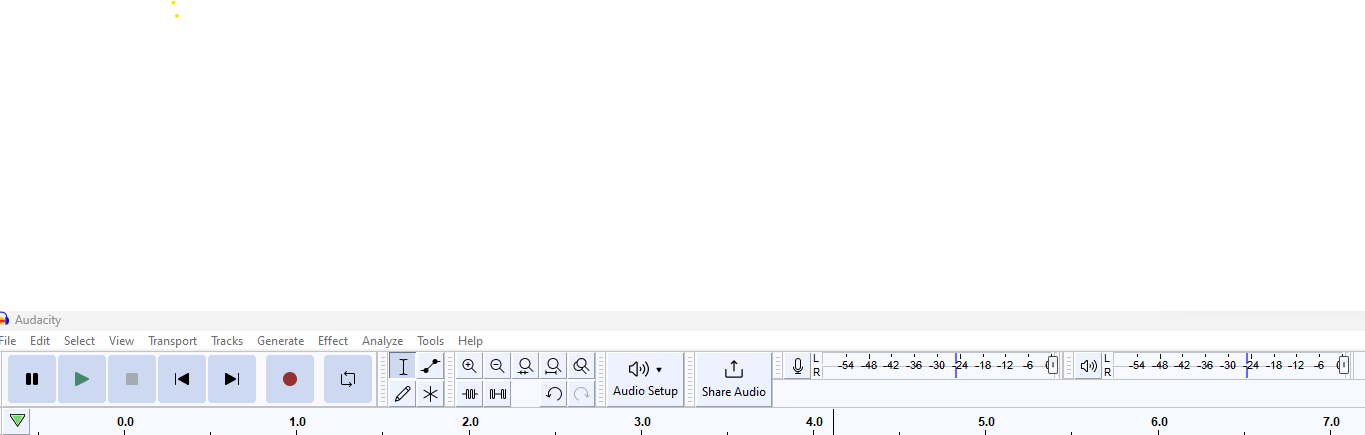 Audacity
File Edit Select View Transport Tracks Generate Effect Analyze Tools Help
L -54 -48 -42 -36 -30 -24 -18 -12 -6 0 L -54 -48 -42 -36 -30 -24 -18 -12 -6 0
R R
Audio Setup Share Audio
0.0 1.0 2.0 3.0 4.0 5.0 6.0 7.0